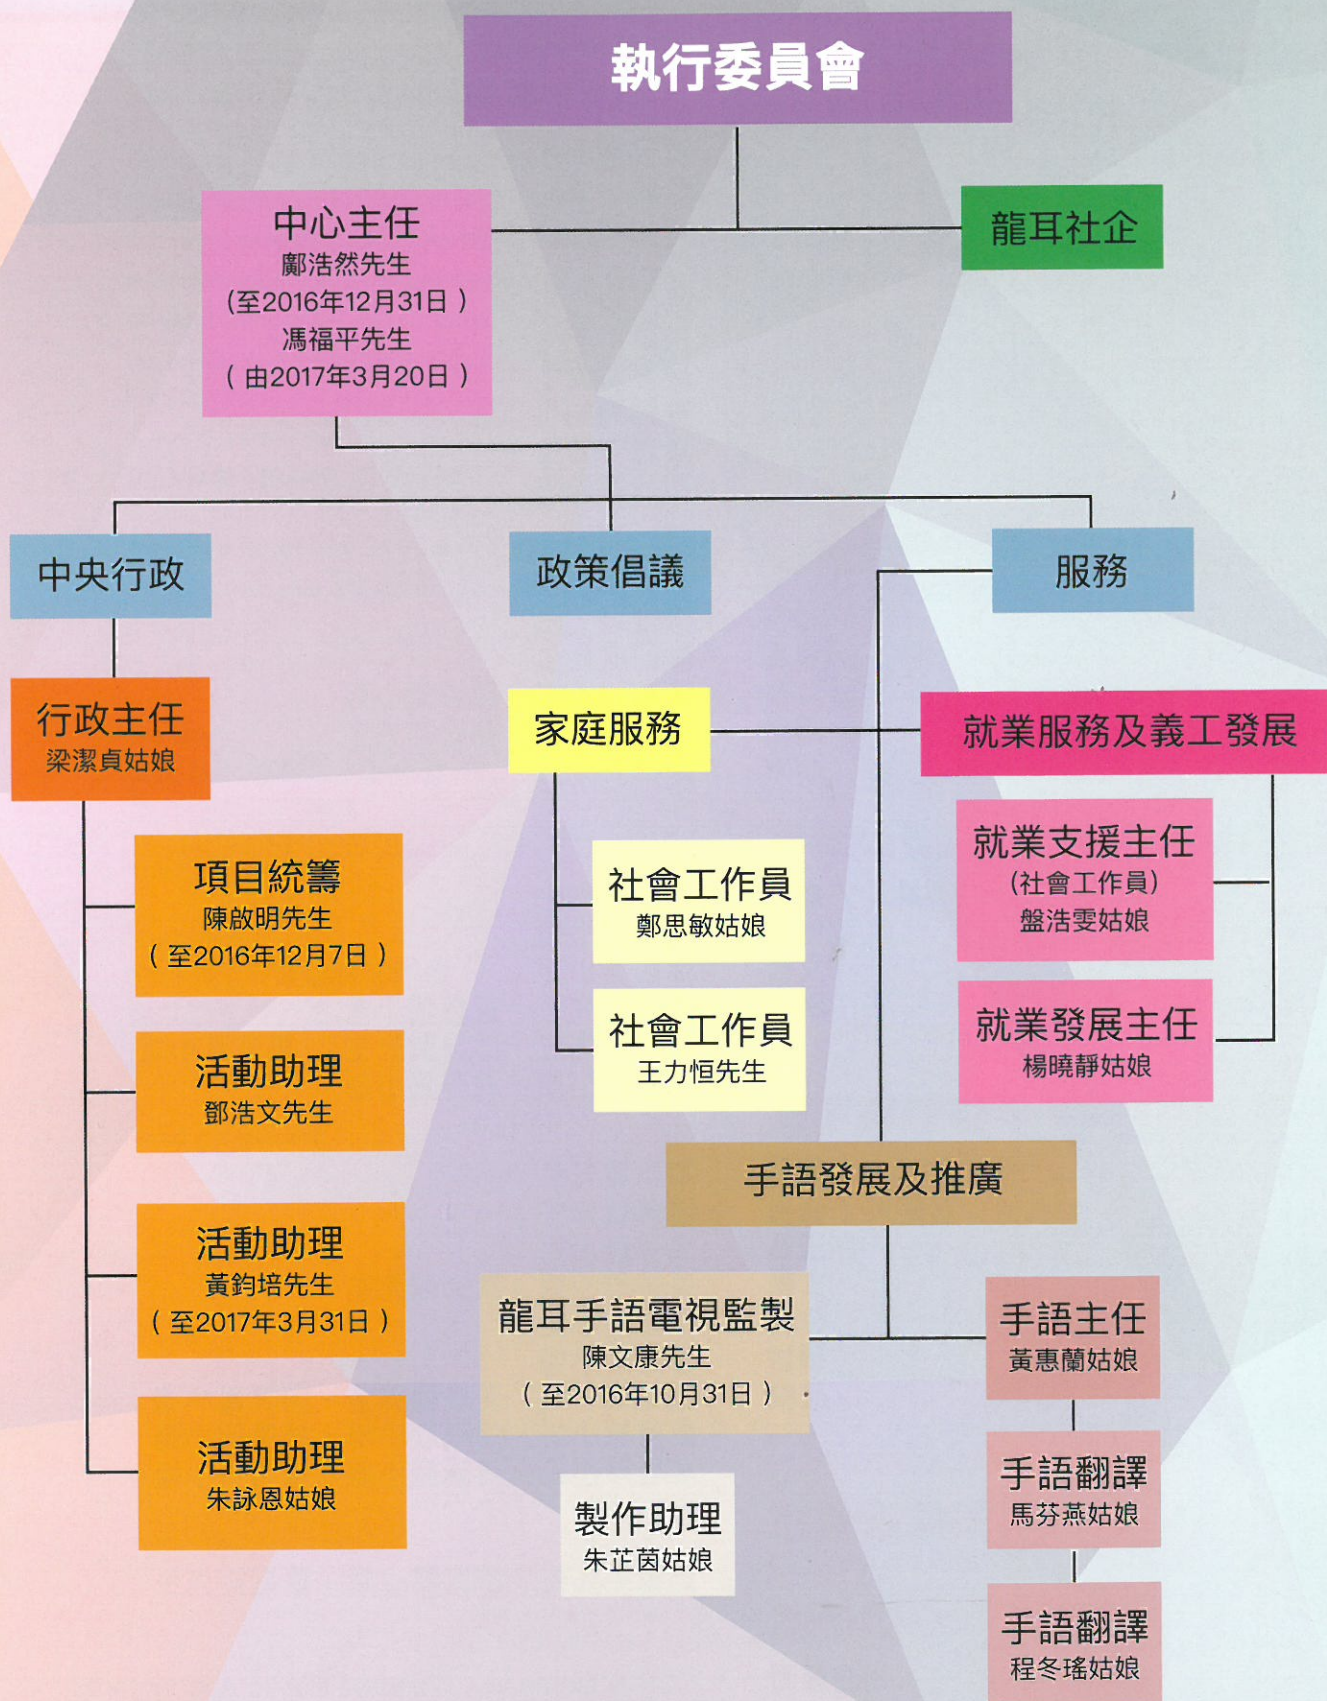 執行委員會
中心主任
鄺浩然先生
(至2016年12月31日 )
馮福平先生
( 由2017年3月20日 )
龍耳社企
中央行政
政策倡議
服務
行政主任
梁潔貞姑娘
家庭服務
就業服務及義工發展
項目統籌
陳啟明先生
( 至2016年12月7日 )
社會工作員
鄭思敏姑娘
就業支援主任
(社會工作員)
盤浩雯姑娘
社會工作員
王力恒先生
就業發展主任
楊曉靜姑娘
活動助理
鄧浩文先生
手語發展及推廣
活動助理
黃鈞培先生
( 至2017年3月31日 )
龍耳手語電視監製
陳文康先生
( 至2016年10月31日 )
手語主任
黃惠蘭姑娘
活動助理
朱詠恩姑娘
製作助理
朱芷茵姑娘
手語翻譯
馬芬燕姑娘
手語翻譯
程冬瑤姑娘